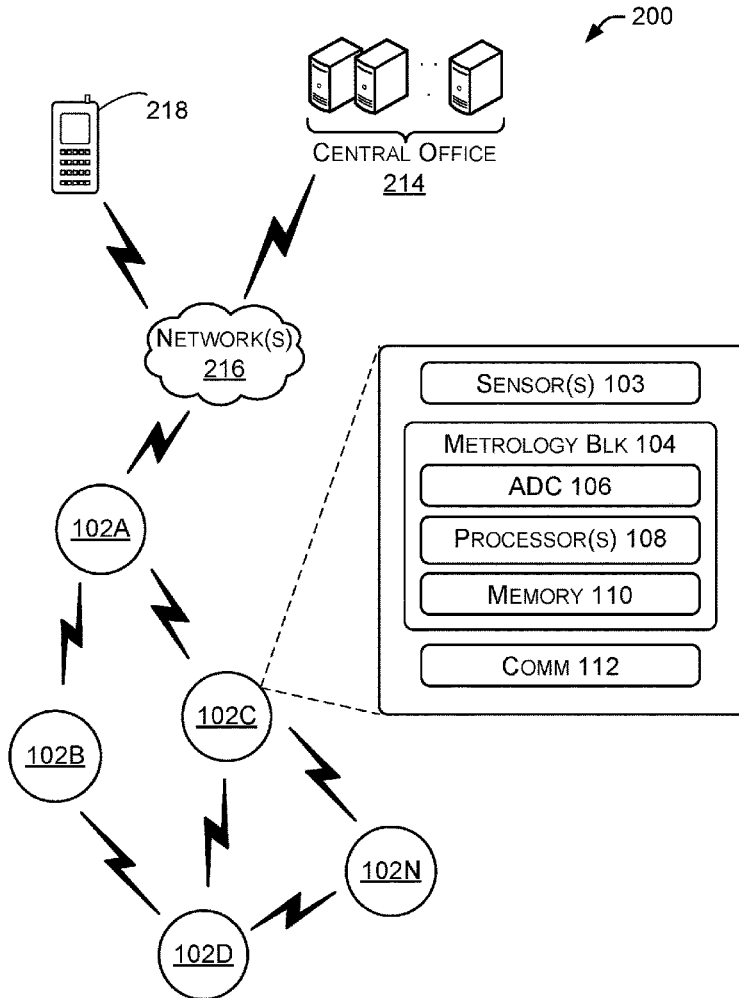 200
218
CENTRAL OFFICE
214
NETWORK(S)
216
SENSOR(S) 103
METROLOGY BLK 104
ADC 106
PROCESSOR(S) 108
MEMORY 110
COMM 112
102A
102C
102B
102N
102D